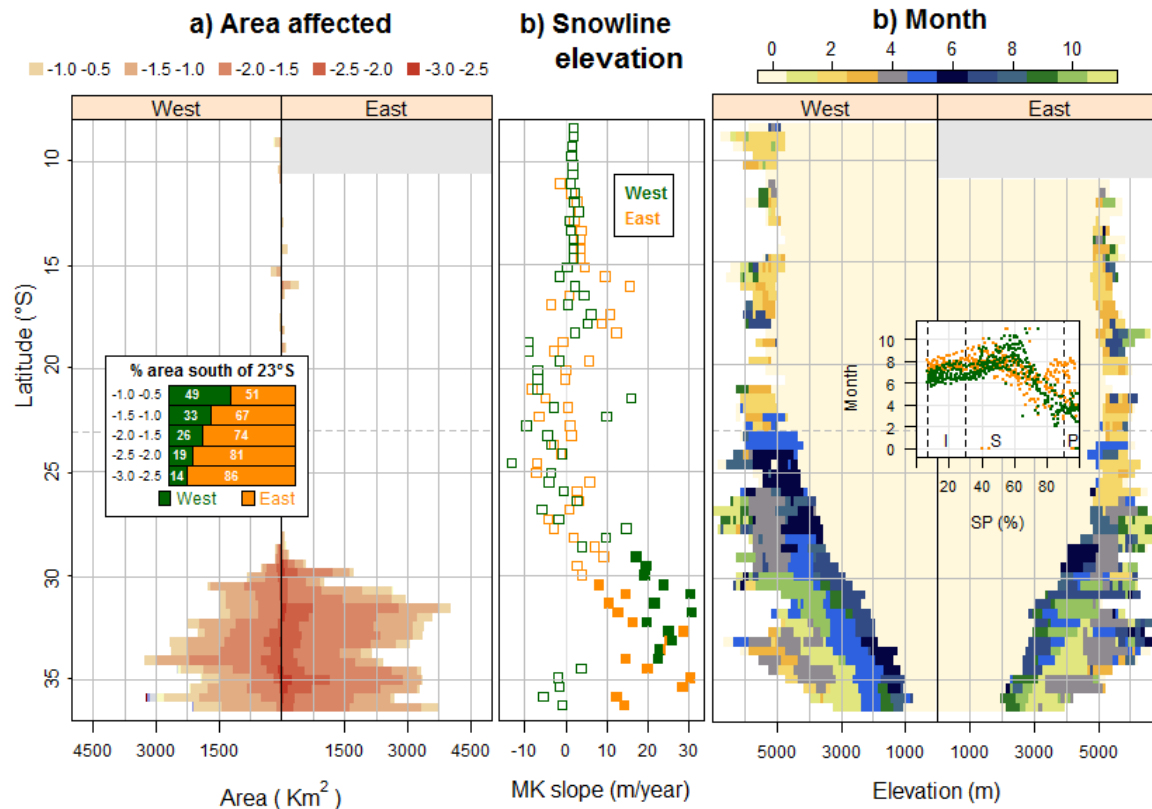 a) Area affected
-1.0 -0.5 -1.5 -1.0 -2.0 -1.5 -2.5 -2.0 -3.0 -2.5
West East
10
15
20
25
30
35
Latitude (°S)
% area south of 23°S
-1.0 -0.5 49 51
-1.5 -1.0 33 67
-2.0 -1.5 26 74
-2.5 -2.0 19 81
-3.0 -2.5 14 86
West East
4500 3000 1500 1500 3000 4500
Area ( Km² )
b) Snowline
elevation
West
East
-10 0 10 20 30
MK slope (m/year)
b) Month
0 2 4 6 8 10
West East
10
8
6
4
2
0
Month
I S P
20 40 60 80
SP (%)
5000 3000 1000 1000 3000 5000
Elevation (m)